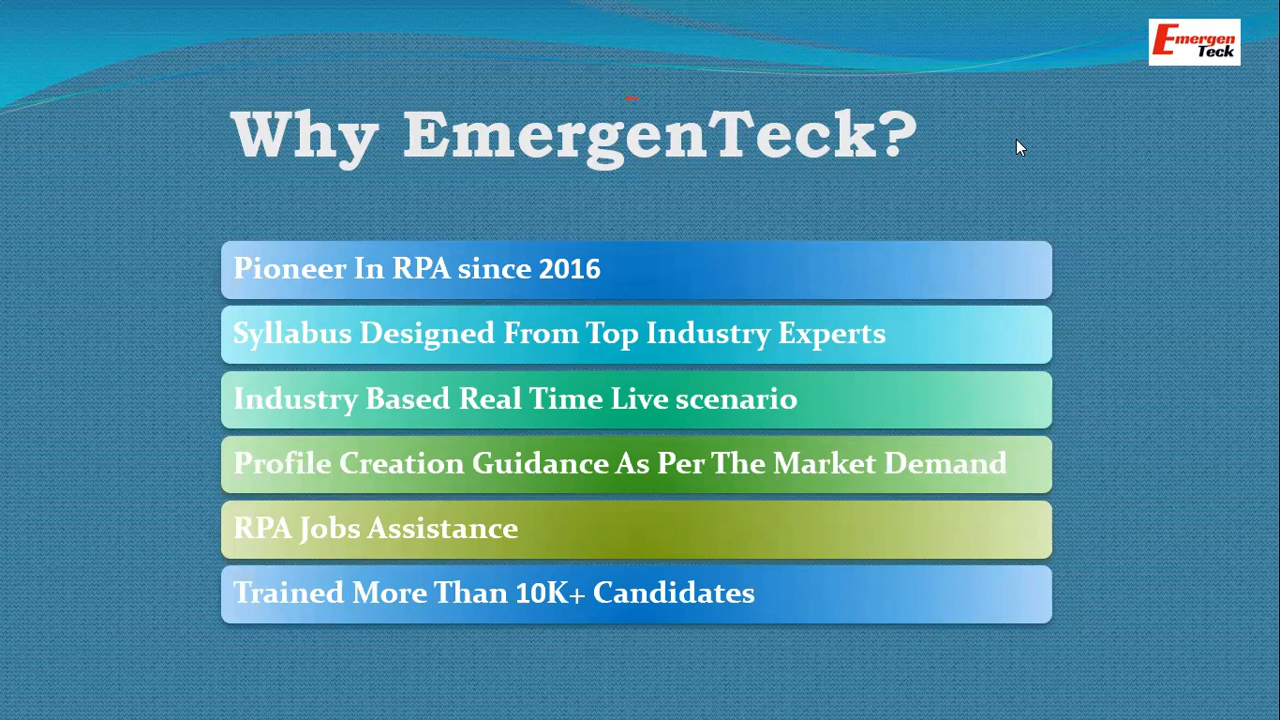 Emergen
Teck
Why EmergenTeck?
Pioneer In RPA since 2016
Syllabus Designed From Top Industry Experts
Industry Based Real Time Live scenario
Profile Creation Guidance As Per The Market Demand
RPA Jobs Assistance
Trained More Than 10K+ Candidates